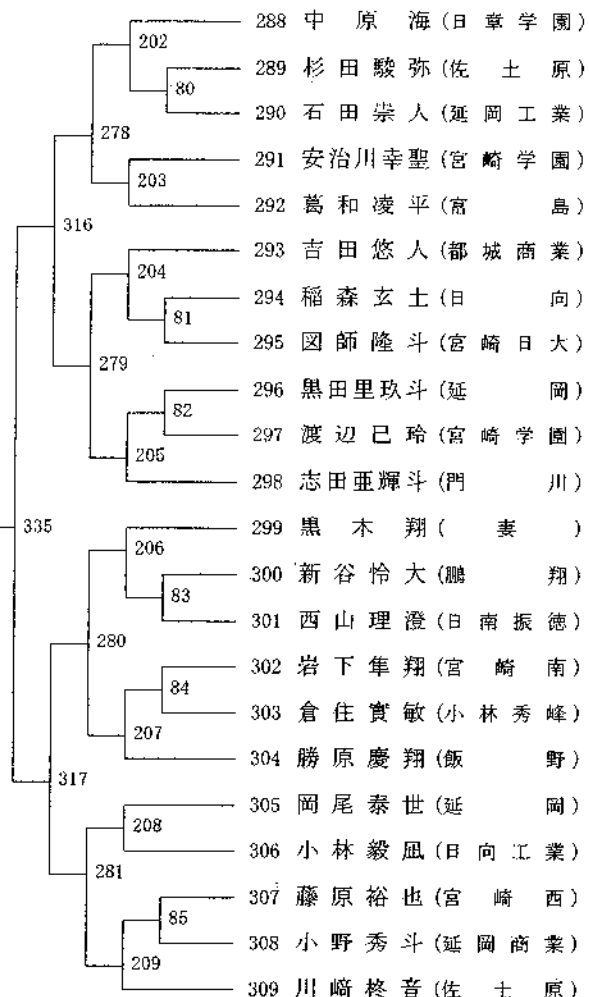 288 中原海(日章学園)
202
289 杉田駿弥(佐土原)
80
290 石田崇人(延岡工業)
278
291 安治川幸聖(宮崎学園)
203
292 葛和凌平(宮島)
316
293 吉田悠人(都城商業)
204
294 稲森玄土(日向)
81
295 図師隆斗(宮崎日大)
279
296 黒田里玖斗(延岡)
82
297 渡辺己玲(宮崎学園)
205
298 志田亜輝斗(門川)
335
299 黒木翔(妻)
206
300 新谷怜大(鵬翔)
83
301 西山理澄(日南振徳)
280
302 岩下隼翔(宮崎南)
84
303 倉住實敏(小林秀峰)
207
304 勝原慶翔(飯野)
317
305 岡尾泰世(延岡)
208
306 小林毅凪(日向工業)
281
307 藤原裕也(宮崎西)
85
308 小野秀斗(延岡商業)
209
309 川﨑柊音(佐土原)